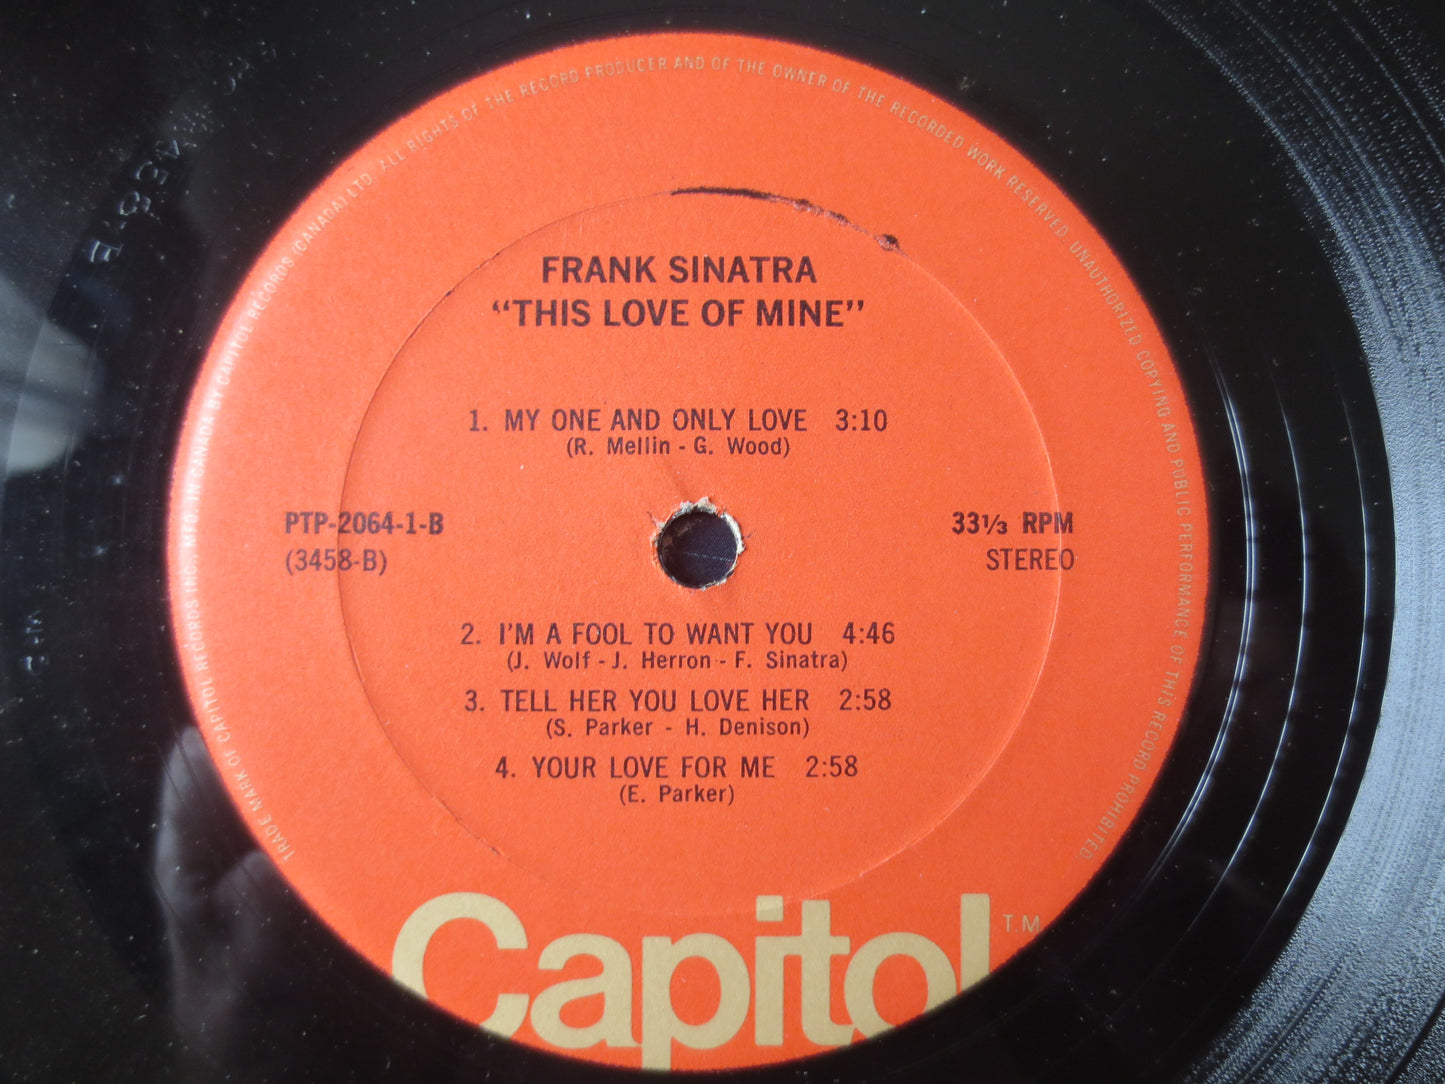 TRADE MARK OF CAPITOL RECORDS INC. MFD. IN CANADA BY CAPITOL RECORDS (CANADA) LTD. ALL RIGHTS OF THE RECORD PRODUCER AND OF THE OWNER OF THE RECORDED WORK RESERVED. UNAUTHORIZED COPYING AND PUBLIC PERFORMANCE OF THIS RECORD PROHIBITED.
FRANK SINATRA
“THIS LOVE OF MINE”
1. MY ONE AND ONLY LOVE 3:10
(R. Mellin - G. Wood)
PTP-2064-1-B 33⅓ RPM
(3458-B) STEREO
2. I'M A FOOL TO WANT YOU 4:46
(J. Wolf - J. Herron - F. Sinatra)
3. TELL HER YOU LOVE HER 2:58
(S. Parker - H. Denison)
4. YOUR LOVE FOR ME 2:58
(E. Parker)
Capitol TM